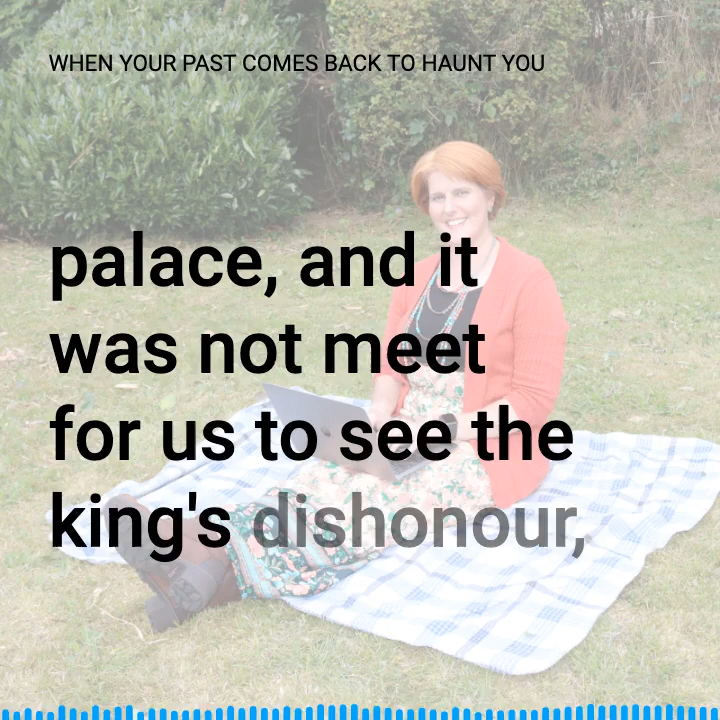 WHEN YOUR PAST COMES BACK TO HAUNT YOU
palace, and it
was not meet
for us to see the
king's dishonour,